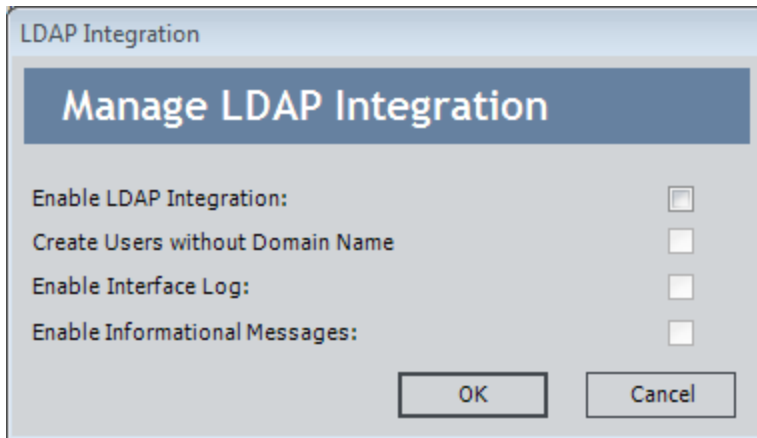 LDAP Integration
Manage LDAP Integration
Enable LDAP Integration:
Create Users without Domain Name
Enable Interface Log:
Enable Informational Messages:
OK Cancel